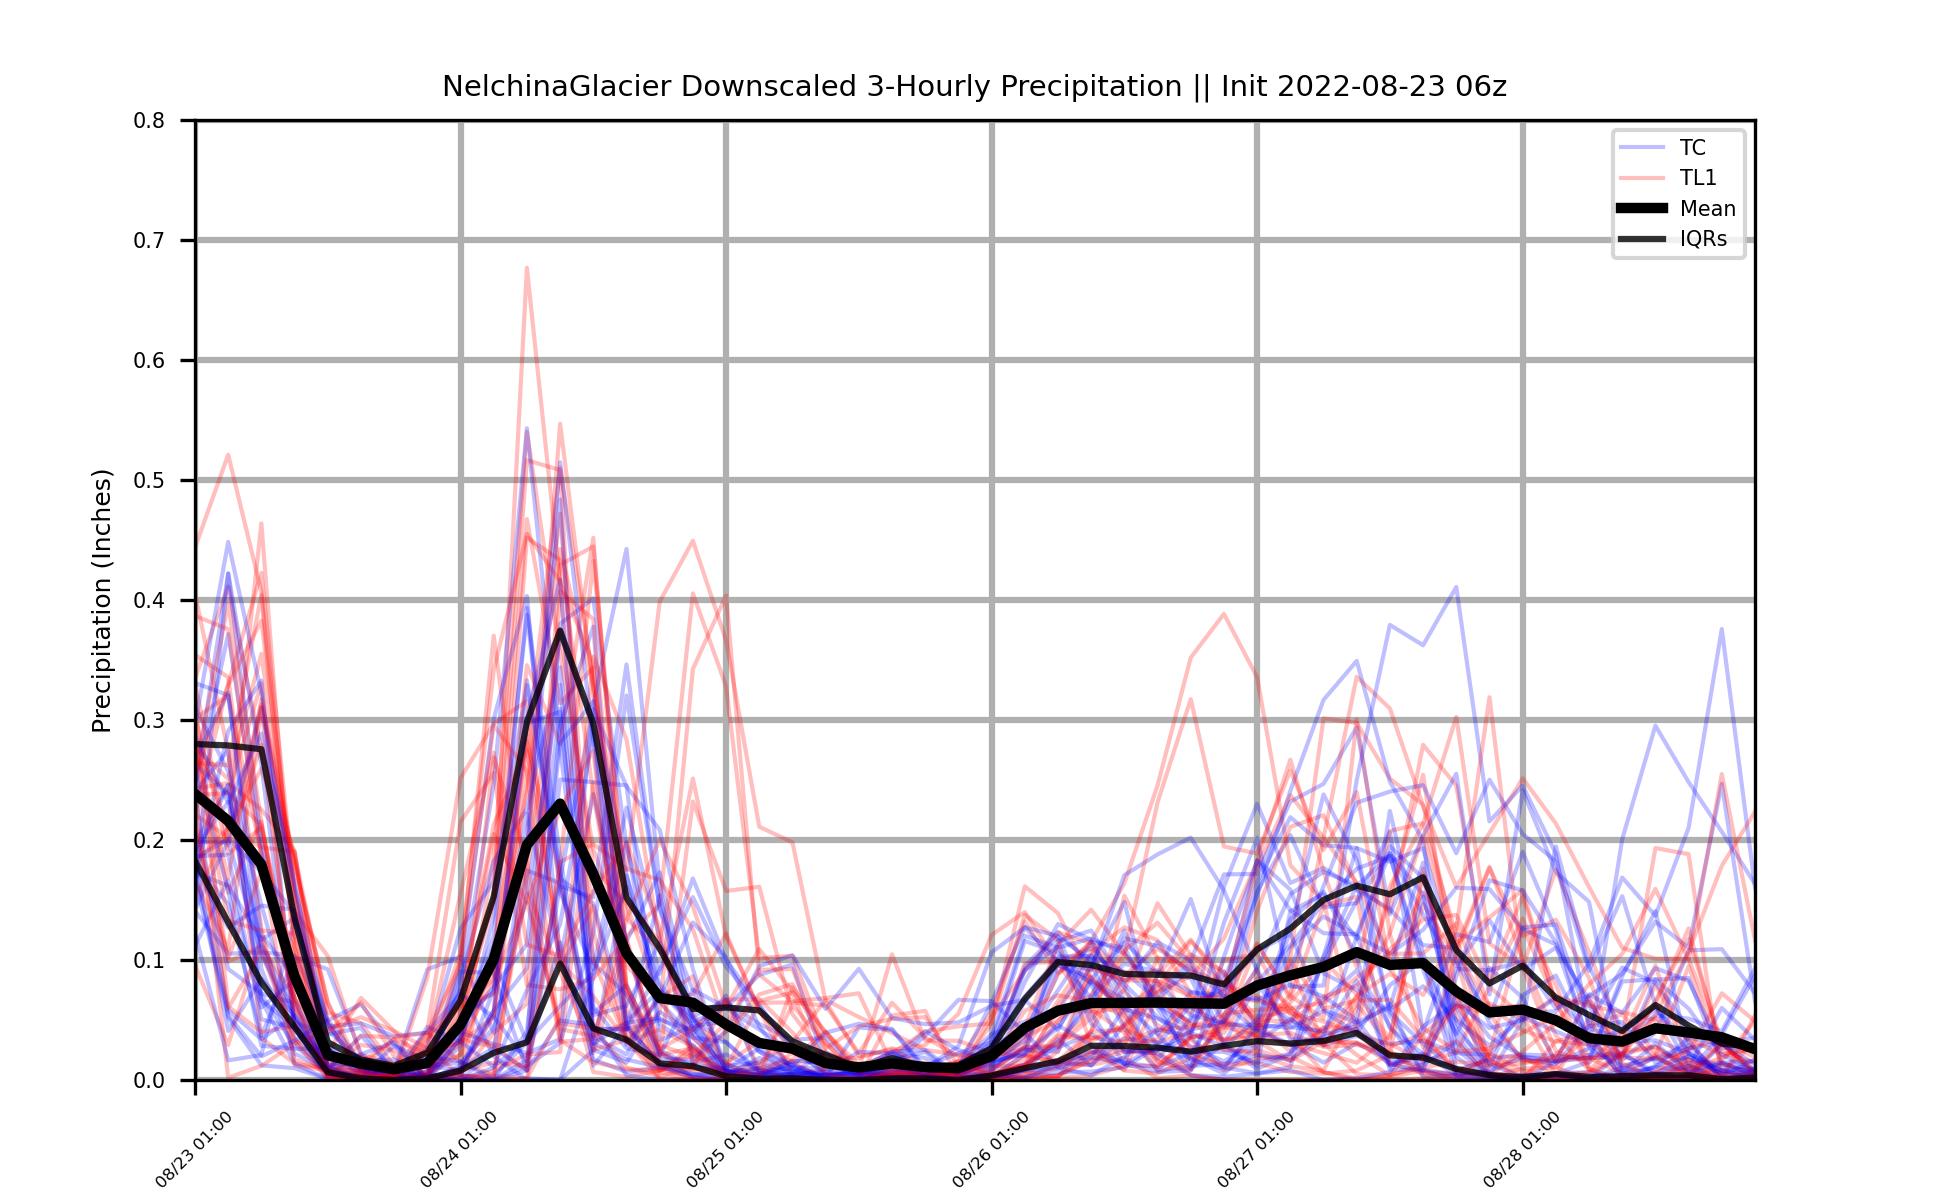 NelchinaGlacier Downscaled 3-Hourly Precipitation || Init 2022-08-23 06z
TC
TL1
Mean
IQRs
Precipitation (Inches)
0.8
0.7
0.6
0.5
0.4
0.3
0.2
0.1
0.0
08/23 01:00
08/24 01:00
08/25 01:00
08/26 01:00
08/27 01:00
08/28 01:00